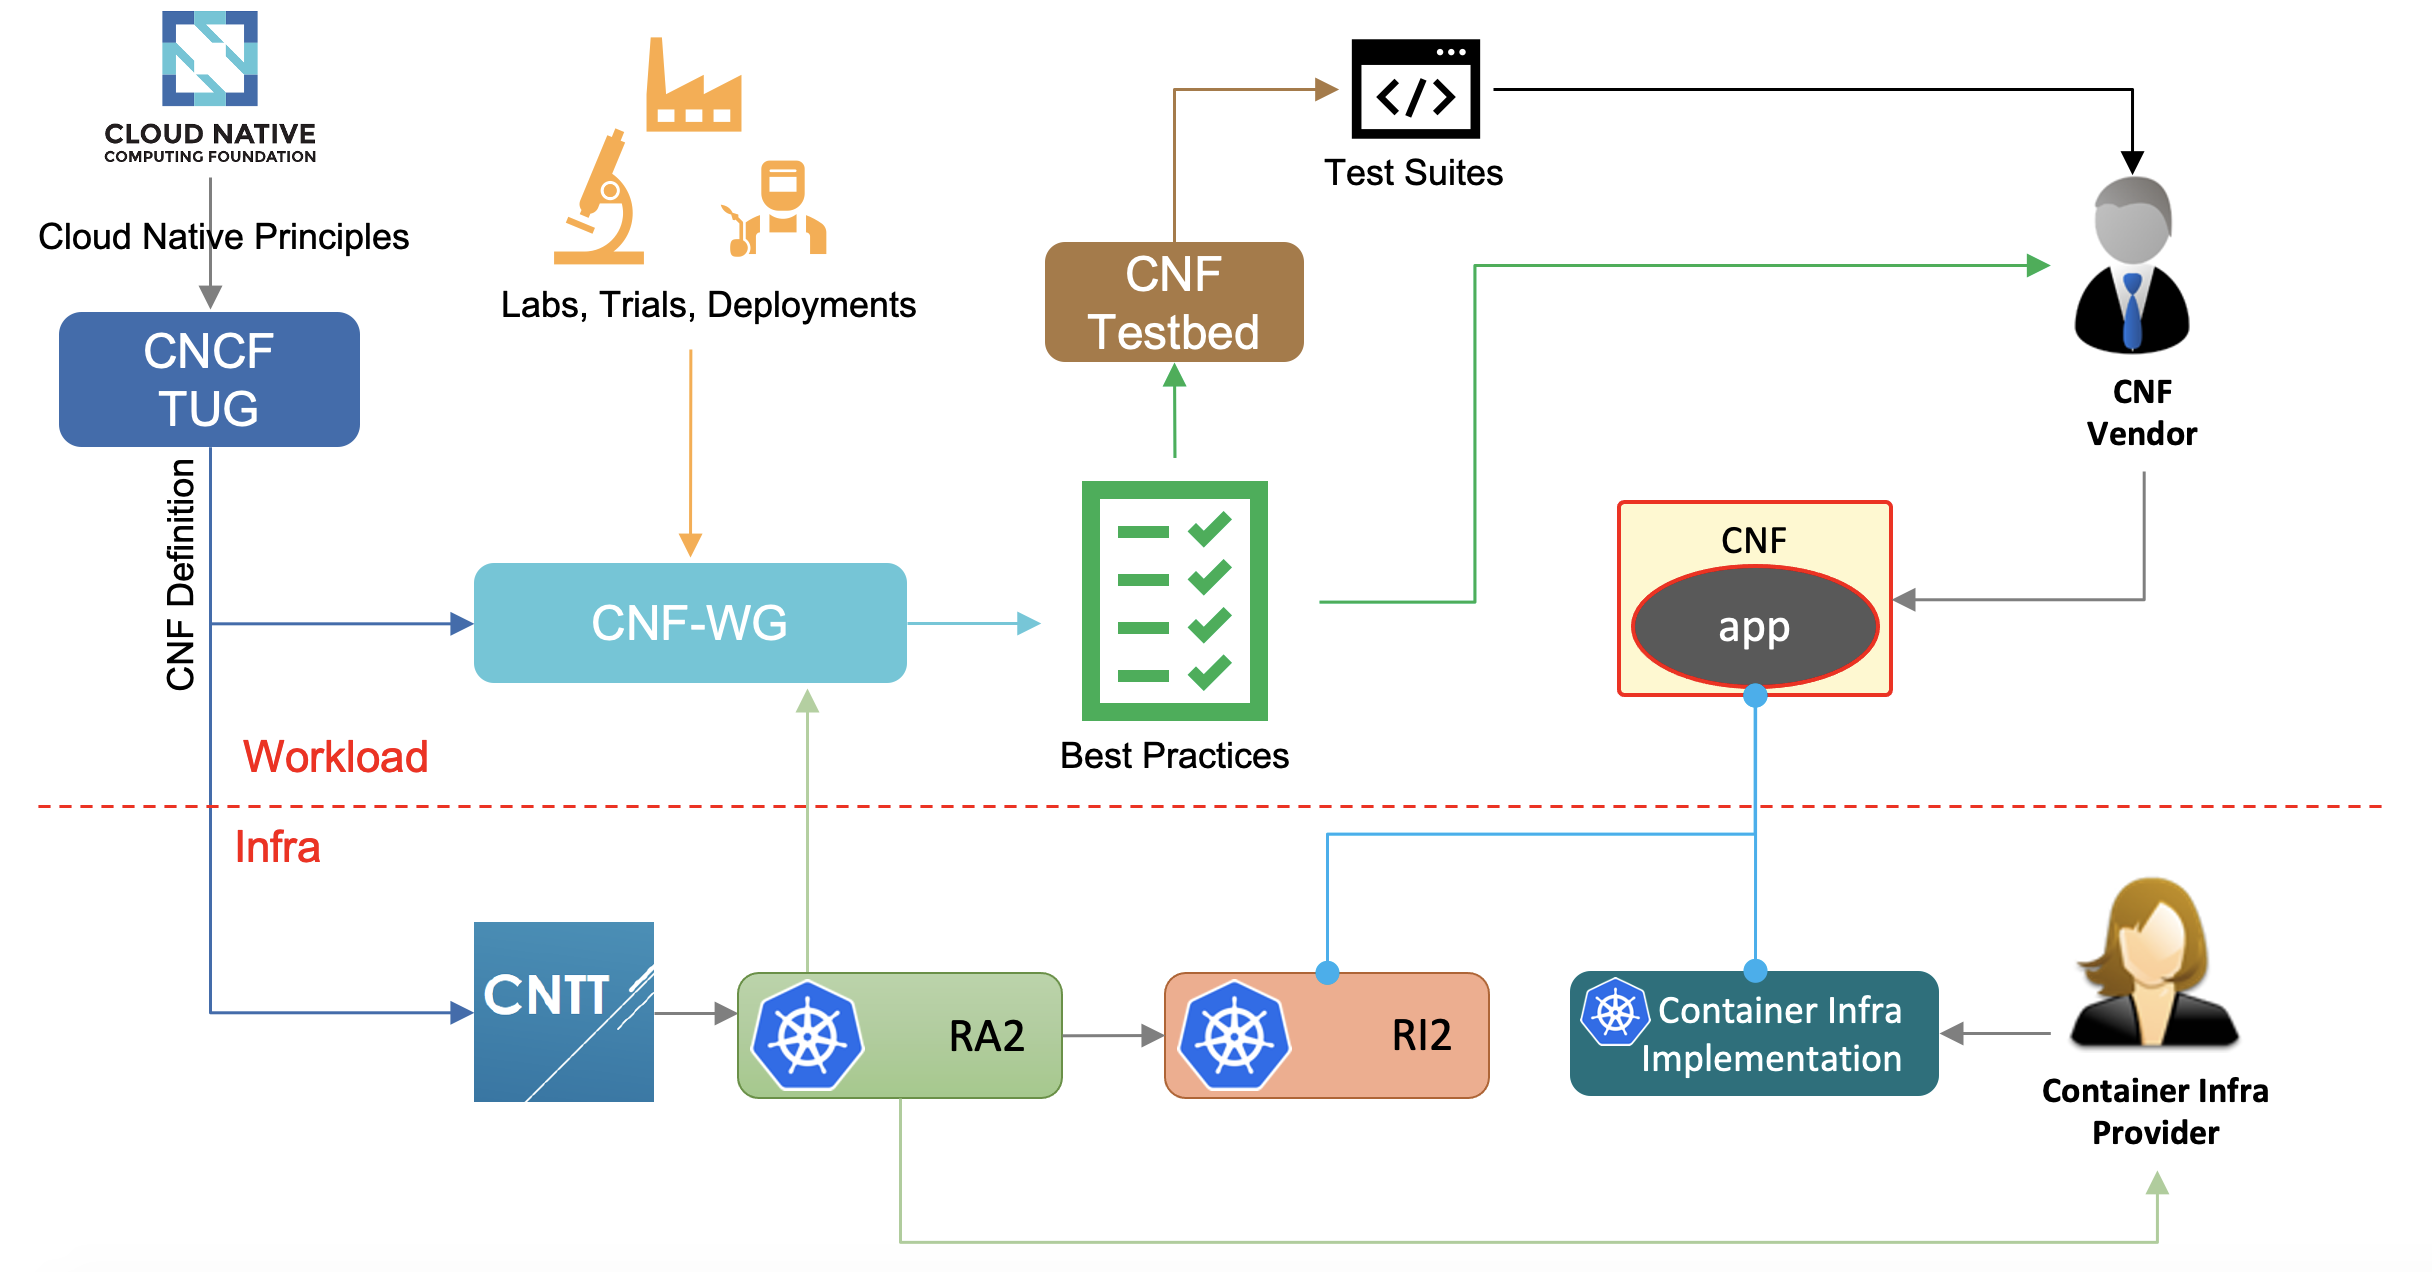 CLOUD NATIVE
COMPUTING FOUNDATION
Cloud Native Principles
CNCF
TUG
CNF Definition
Labs, Trials, Deployments
CNF-WG
CNF
Testbed
Test Suites
Best Practices
CNF
Vendor
CNF
app
Workload
Infra
CNTT
RA2
RI2
Container Infra
Implementation
Container Infra
Provider